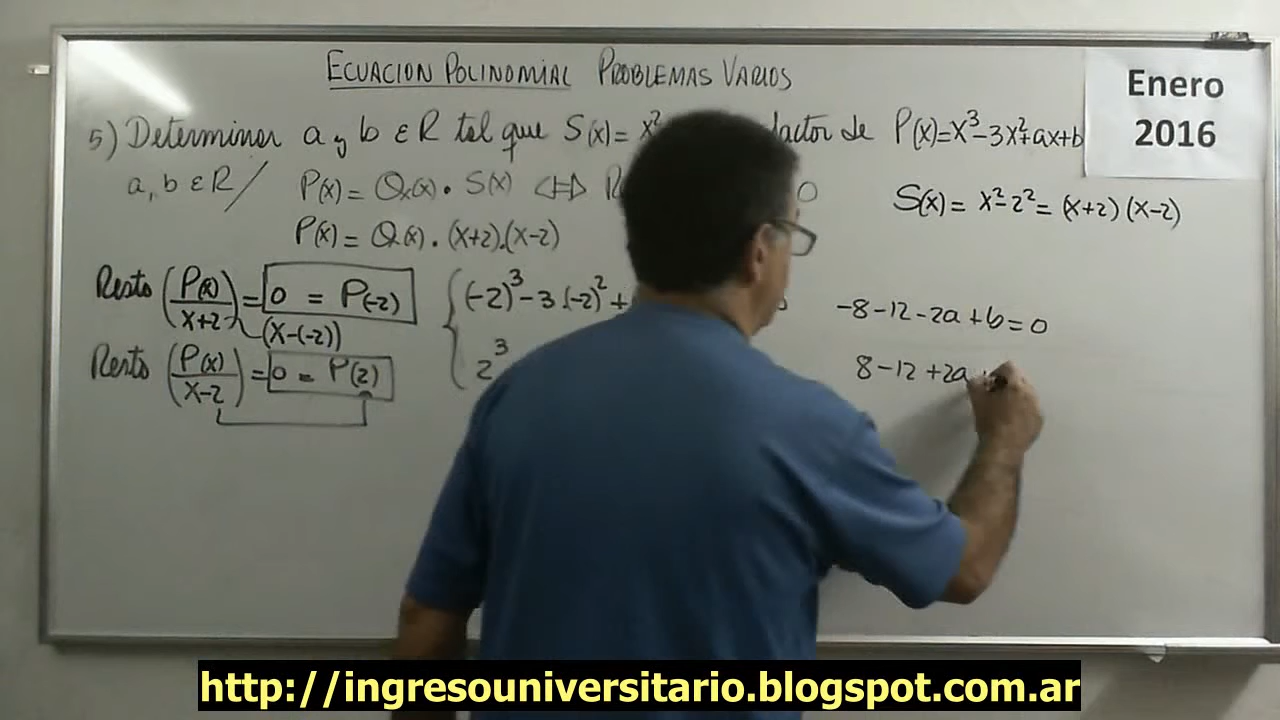 ECUACION POLINOMIAL PROBLEMAS VARIOS
Enero
2016
5) Determinar a y b ∈ R tal que S(x) = x² factor de P(x)=x³-3x²+ax+b
a, b ∈ R / P(x) = Q(x) · S(x) ⇔ R 0
S(x) = x²-2² = (x+2)(x-2)
P(x) = Q(x) · (x+2).(x-2)
Resto (P(x)/x+2) = 0 = P(-2)
(x-(-2))
(-2)³ - 3.(-2)² +
-8-12-2a+b=0
Resto (P(x)/x-2) = 0 = P(2)
2³
8-12+2a
http://ingresouniversitario.blogspot.com.ar